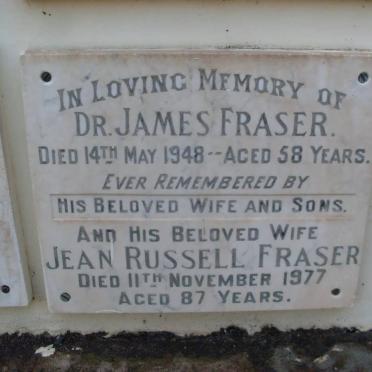 IN LOVING MEMORY OF
DR. JAMES FRASER.
DIED 14TH MAY 1948--AGED 58 YEARS.
EVER REMEMBERED BY
HIS BELOVED WIFE AND SONS.
AND HIS BELOVED WIFE
JEAN RUSSELL FRASER
DIED 11TH NOVEMBER 1977
AGED 87 YEARS.